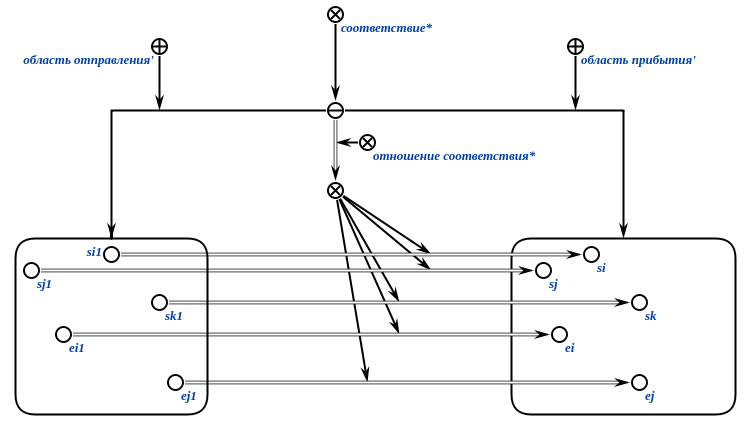 соответствие*
область отправления'
область прибытия'
отношение соответствия*
si1
si
sj1
sj
sk1
sk
ei1
ei
ej1
ej